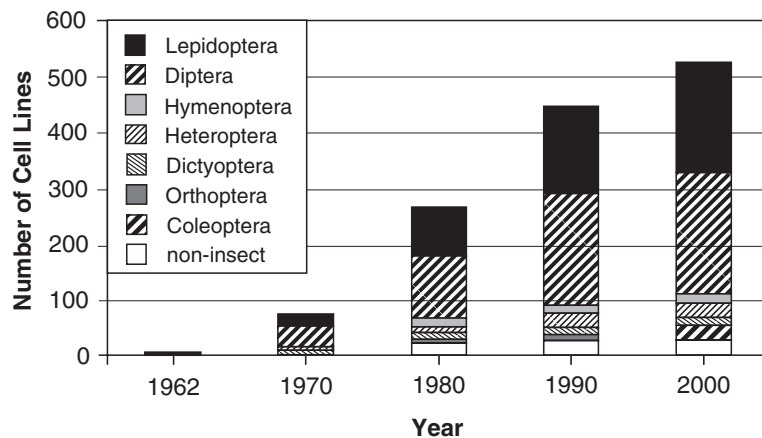 600
500
400
300
200
100
0
Number of Cell Lines
Lepidoptera
Diptera
Hymenoptera
Heteroptera
Dictyoptera
Orthoptera
Coleoptera
non-insect
1962 1970 1980 1990 2000
Year